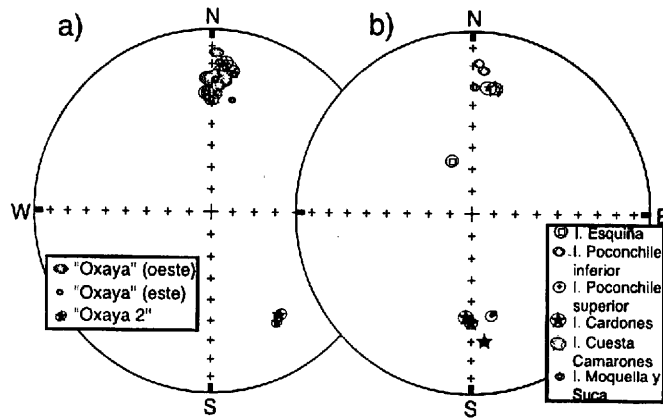 a)
N
W
S
"Oxaya" (oeste)
"Oxaya" (este)
"Oxaya 2"
b)
N
E
S
I. Esquiña
I. Poconchile
inferior
I. Poconchile
superior
I. Cardones
I. Cuesta
Camarones
I. Moquella y
Suca